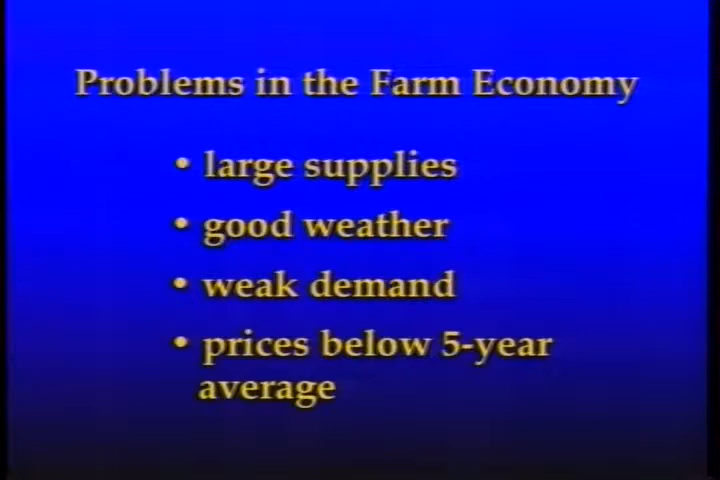 Problems in the Farm Economy
• large supplies
• good weather
• weak demand
• prices below 5-year
average